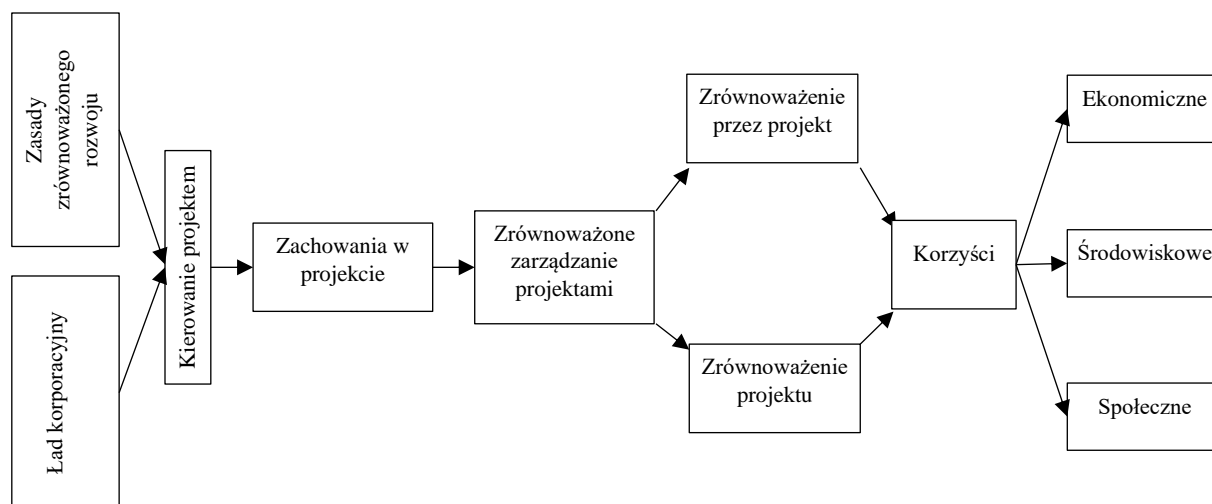 Zasady
zrównoważonego
rozwoju
Ład korporacyjny
Kierowanie projektem
Zachowania w
projekcie
Zrównoważone
zarządzanie
projektami
Zrównoważenie
przez projekt
Zrównoważenie
projektu
Korzyści
Ekonomiczne
Środowiskowe
Społeczne